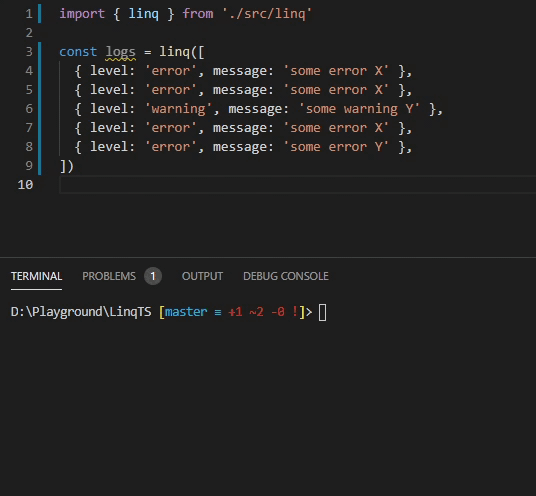 1 import { linq } from './src/linq'
2
3 const logs = linq([
4 { level: 'error', message: 'some error X' },
5 { level: 'error', message: 'some error X' },
6 { level: 'warning', message: 'some warning Y' },
7 { level: 'error', message: 'some error X' },
8 { level: 'error', message: 'some error Y' },
9 ])
10
TERMINAL PROBLEMS 1 OUTPUT DEBUG CONSOLE
D:\Playground\LinqTS [master ≡ +1 ~2 -0 !]>